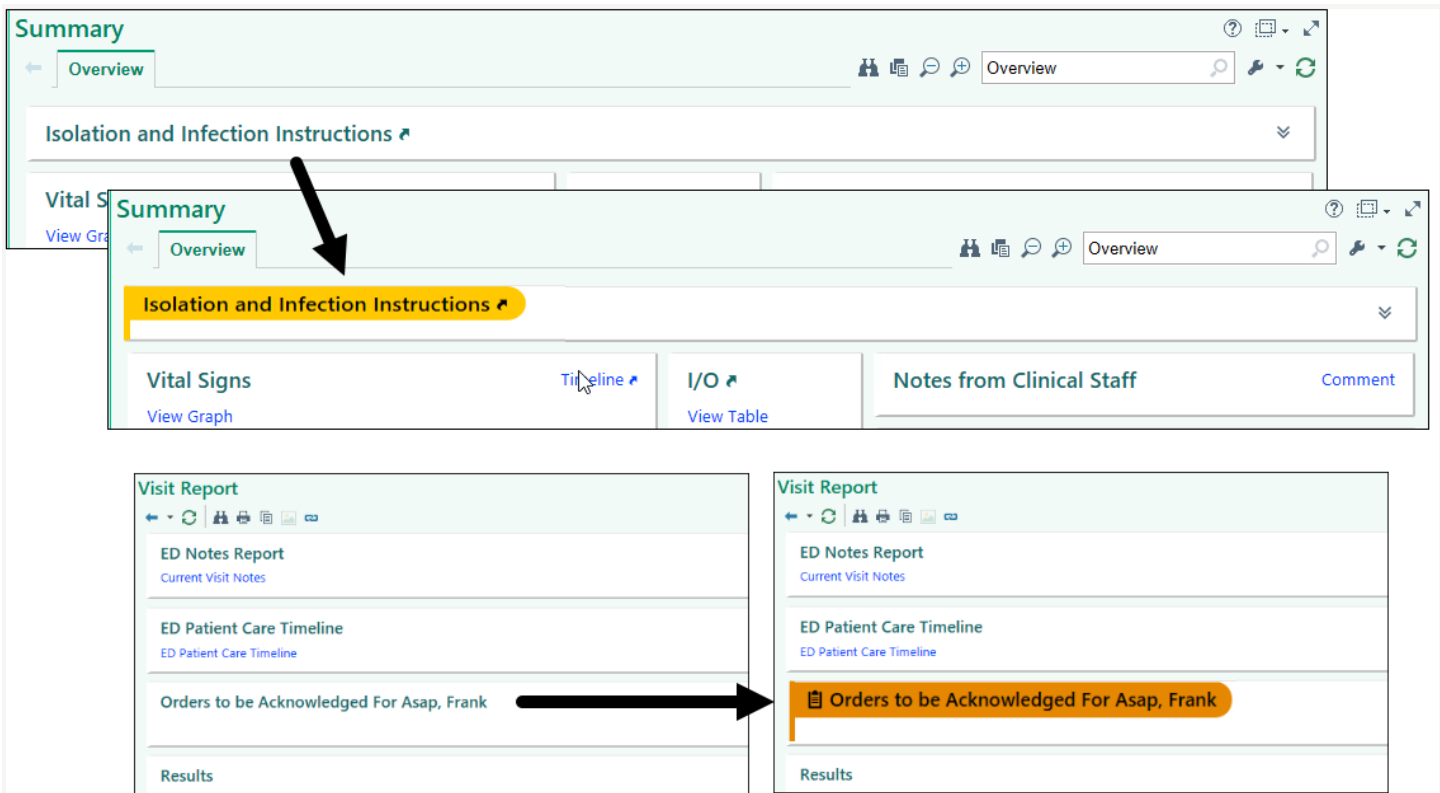 Summary
Overview
Overview
Isolation and Infection Instructions
Vital S
View Gra
Summary
Overview
Overview
Isolation and Infection Instructions
Vital Signs
Timeline
I/O
Notes from Clinical Staff
Comment
View Graph
View Table
Visit Report
ED Notes Report
Current Visit Notes
ED Patient Care Timeline
ED Patient Care Timeline
Orders to be Acknowledged For Asap, Frank
Results
Visit Report
ED Notes Report
Current Visit Notes
ED Patient Care Timeline
ED Patient Care Timeline
Orders to be Acknowledged For Asap, Frank
Results